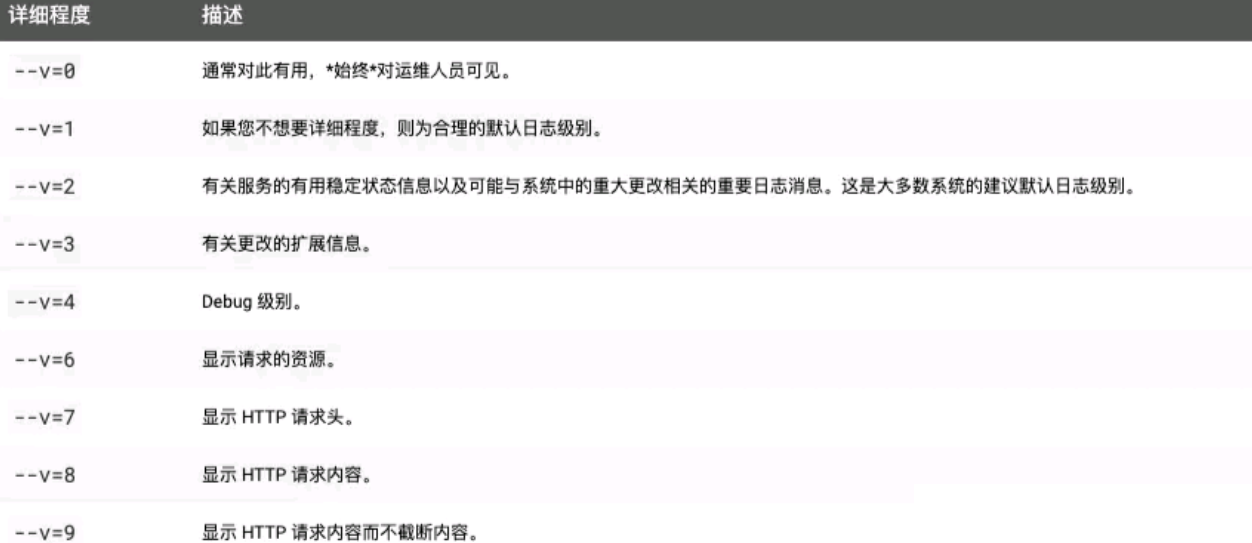 详细程度 描述
--v=0 通常对此有用，*始终*对运维人员可见。
--v=1 如果您不想要详细程度，则为合理的默认日志级别。
--v=2 有关服务的有用稳定状态信息以及可能与系统中的重大更改相关的重要日志消息。这是大多数系统的建议默认日志级别。
--v=3 有关更改的扩展信息。
--v=4 Debug 级别。
--v=6 显示请求的资源。
--v=7 显示 HTTP 请求头。
--v=8 显示 HTTP 请求内容。
--v=9 显示 HTTP 请求内容而不截断内容。